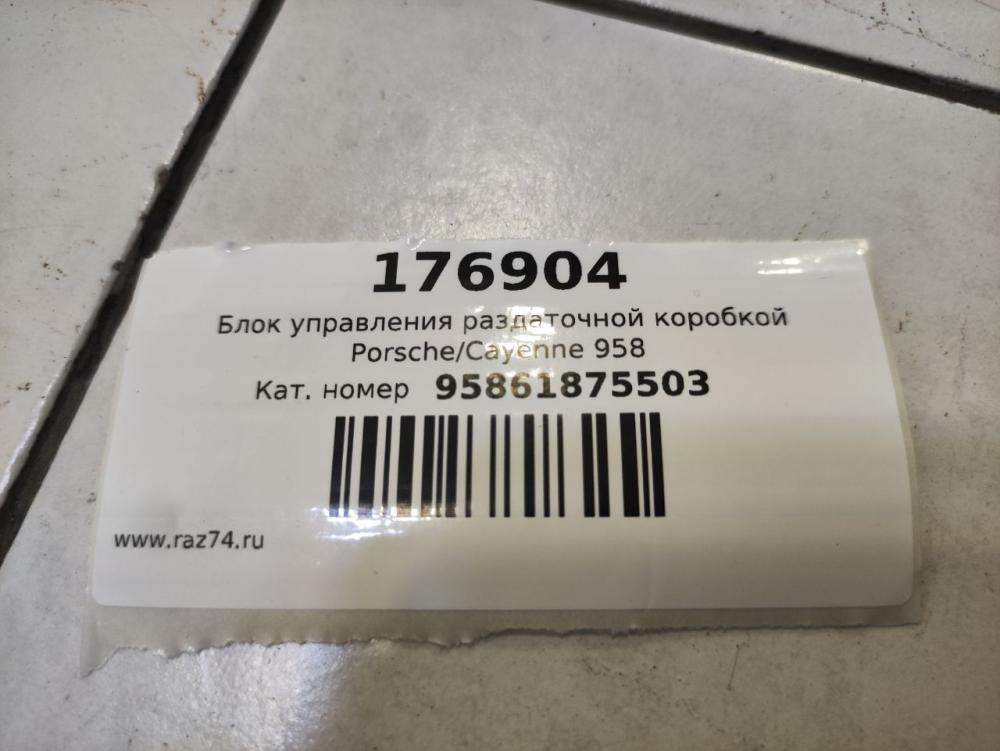 176904
Блок управления раздаточной коробкой
Porsche/Cayenne 958
Кат. номер 95861875503
www.raz74.ru